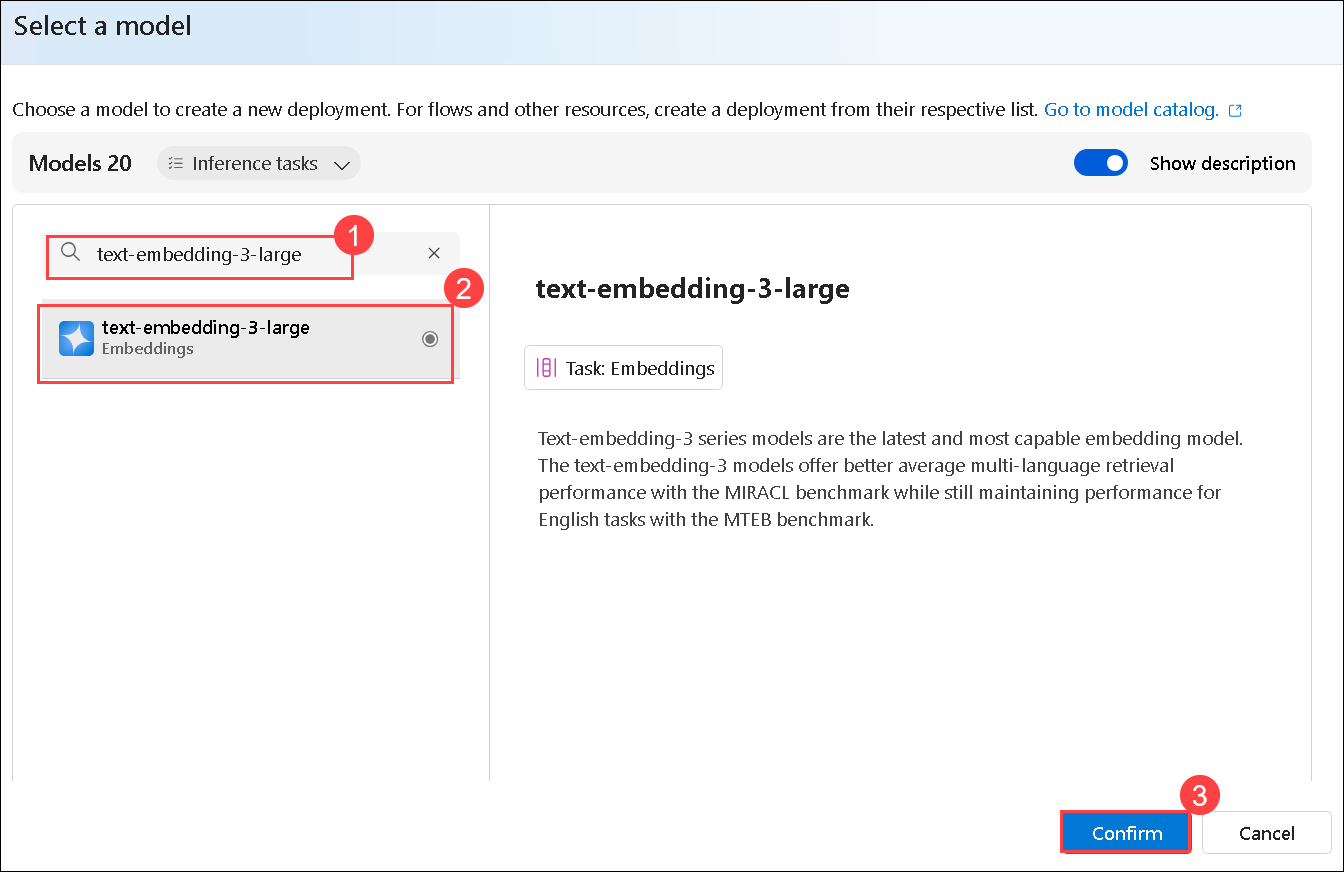 Select a model
Choose a model to create a new deployment. For flows and other resources, create a deployment from their respective list. Go to model catalog.
Models 20
Inference tasks
Show description
1
text-embedding-3-large
2
text-embedding-3-large
Embeddings
text-embedding-3-large
Task: Embeddings
Text-embedding-3 series models are the latest and most capable embedding model.
The text-embedding-3 models offer better average multi-language retrieval
performance with the MIRACL benchmark while still maintaining performance for
English tasks with the MTEB benchmark.
3
Confirm
Cancel